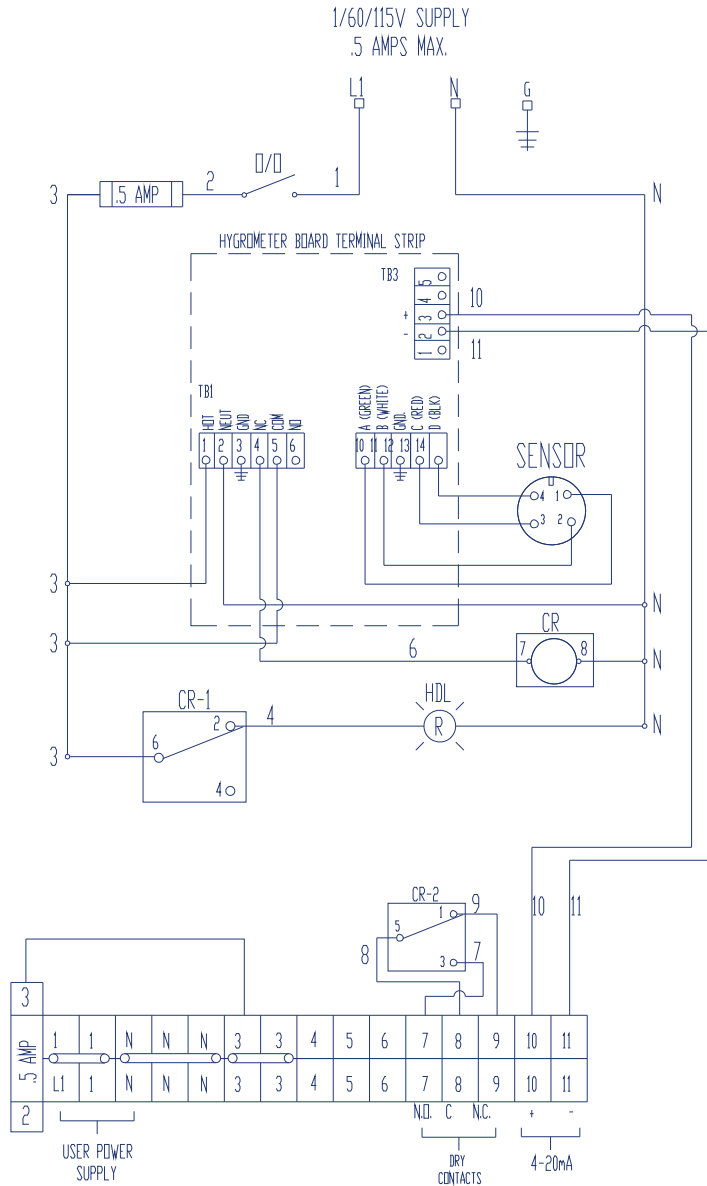 1/60/115V SUPPLY
.5 AMPS MAX.
L1 N G
3 .5 AMP 2 O/O 1 N
HYGROMETER BOARD TERMINAL STRIP
TB3
5
4
+ 3 10
- 2
1 11
TB1
HOT NEUT GND NC COM NO
A (GREEN) B (WHITE) GND. C (RED) D (BLK)
1 2 3 4 5 6
10 11 12 13 14
SENSOR
4 1
3 2
3
N
3
CR
6 7 8 N
HDL
CR-1
2 4 R N
6
3
4
CR-2
1 9
5
8 3 7
10 11
3
.5 AMP
1 1 N N N 3 3 4 5 6 7 8 9 10 11
L1 1 N N N 3 3 4 5 6 7 8 9 10 11
2
N.O. C N.C. + -
USER POWER
SUPPLY
DRY
CONTACTS
4-20mA